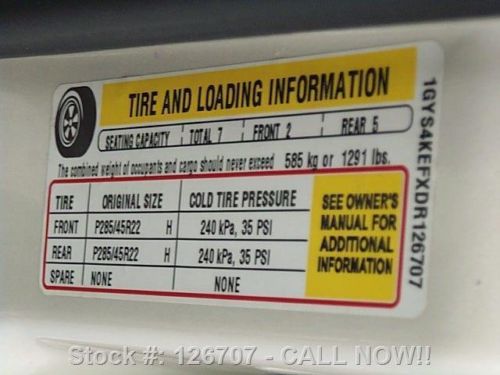 TIRE AND LOADING INFORMATION
SEATING CAPACITY TOTAL 7 FRONT 2 REAR 5
The combined weight of occupants and cargo should never exceed 585 kg or 1291 lbs.
TIRE ORIGINAL SIZE COLD TIRE PRESSURE
FRONT P285/45R22 H 240 kPa, 35 PSI
REAR P285/45R22 H 240 kPa, 35 PSI
SPARE NONE NONE
SEE OWNER'S
MANUAL FOR
ADDITIONAL
INFORMATION
1GYS4KEFXDR126707
Stock #: 126707 - CALL NOW!!